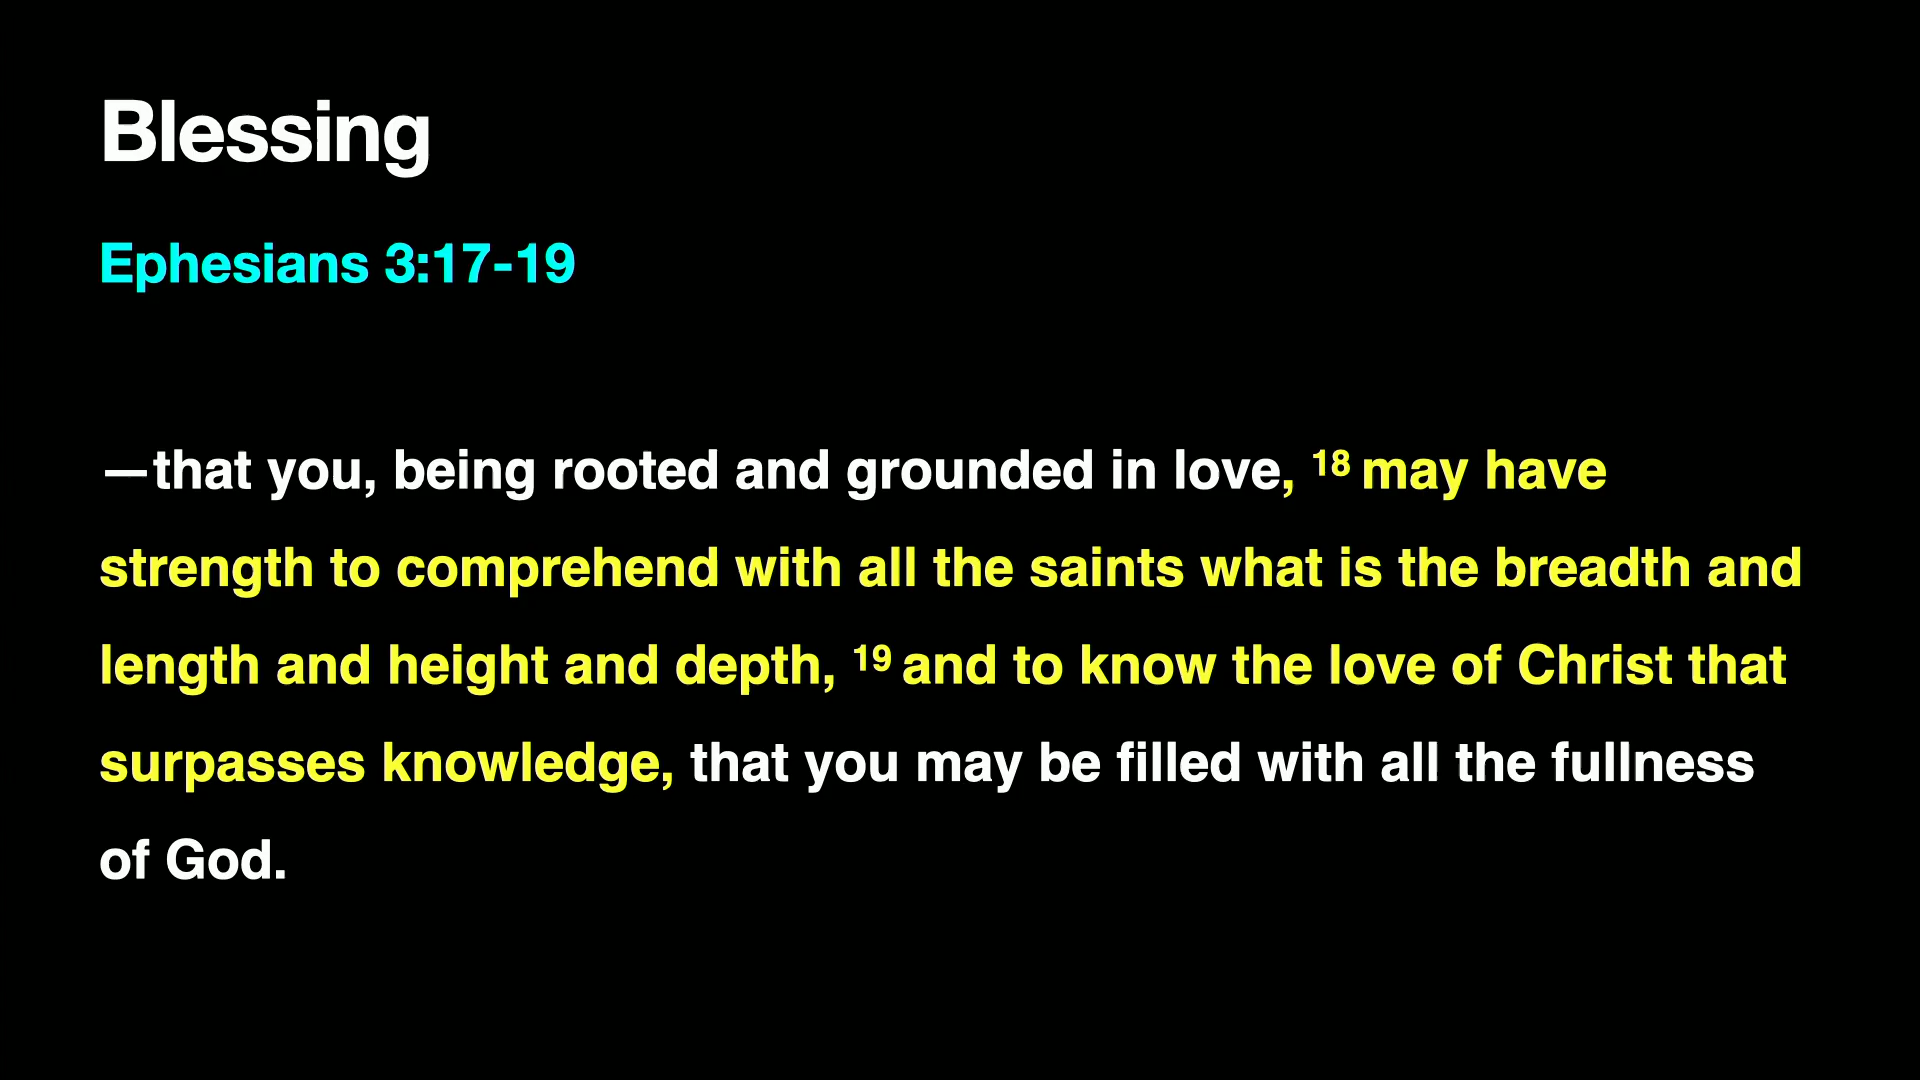 Blessing
Ephesians 3:17-19
—that you, being rooted and grounded in love, 18 may have
strength to comprehend with all the saints what is the breadth and
length and height and depth, 19 and to know the love of Christ that
surpasses knowledge, that you may be filled with all the fullness
of God.